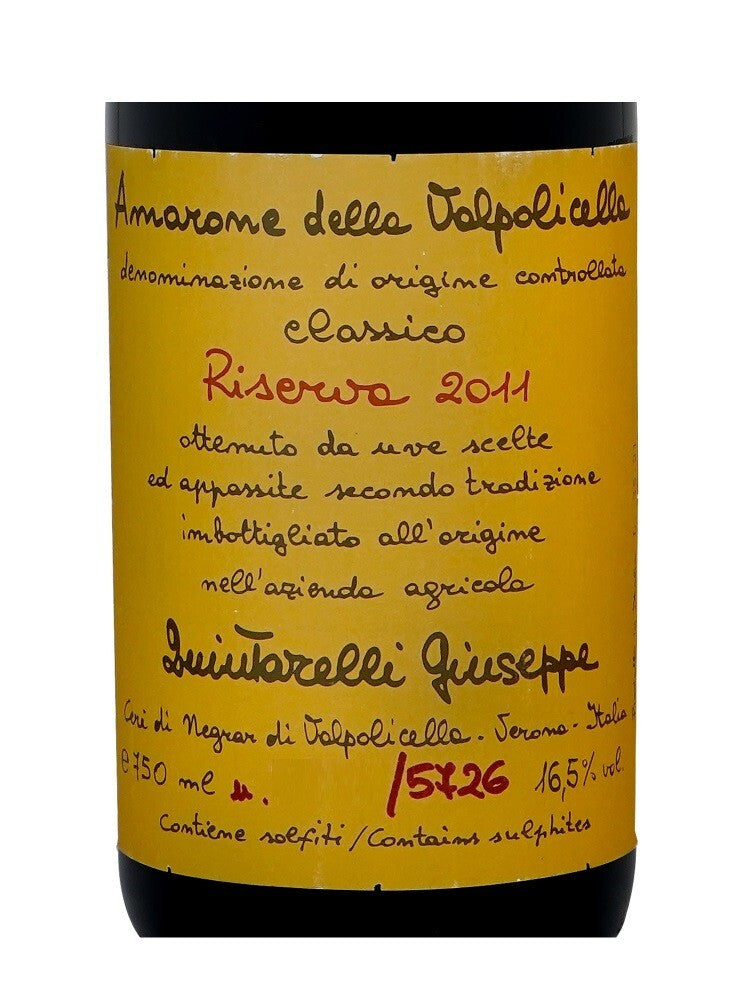 Amarone della Valpolicella
denominazione di origine controllata
classico
Riserva 2011
ottenuto da uve scelte
ed appassite secondo tradizione
imbottigliato all'origine
nell'azienda agricola
Quintarelli Giuseppe
Cerè di Negrar di Valpolicella - Verona - Italia
e 750 ml n. /5726 16,5% vol.
Contiene solfiti / Contains sulphites